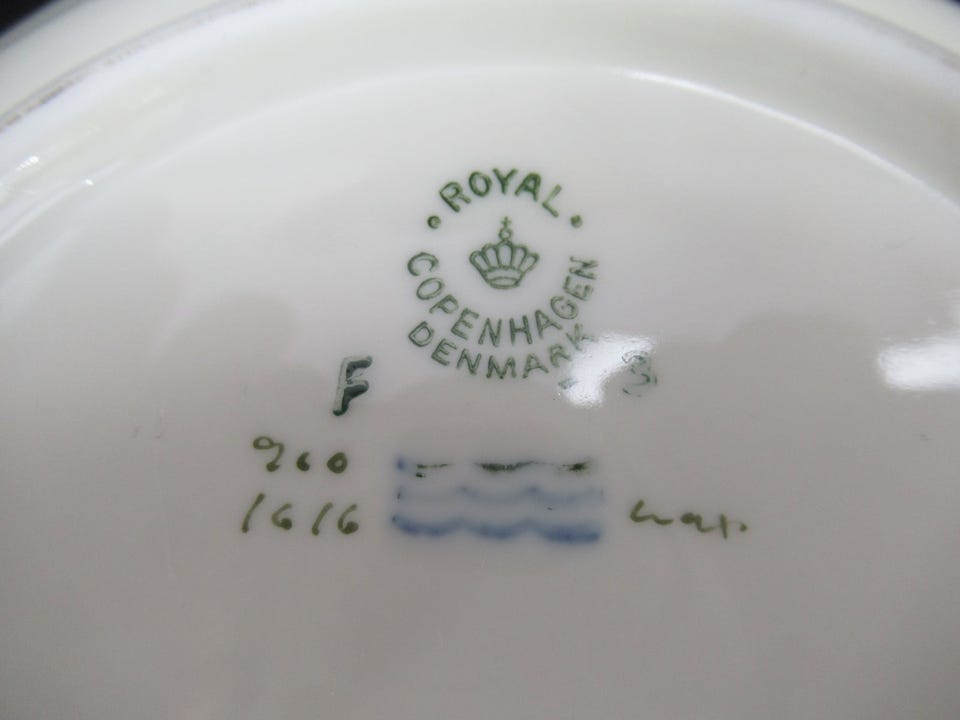 · ROYAL ·
COPENHAGEN
DENMARK
F 3
960
1616